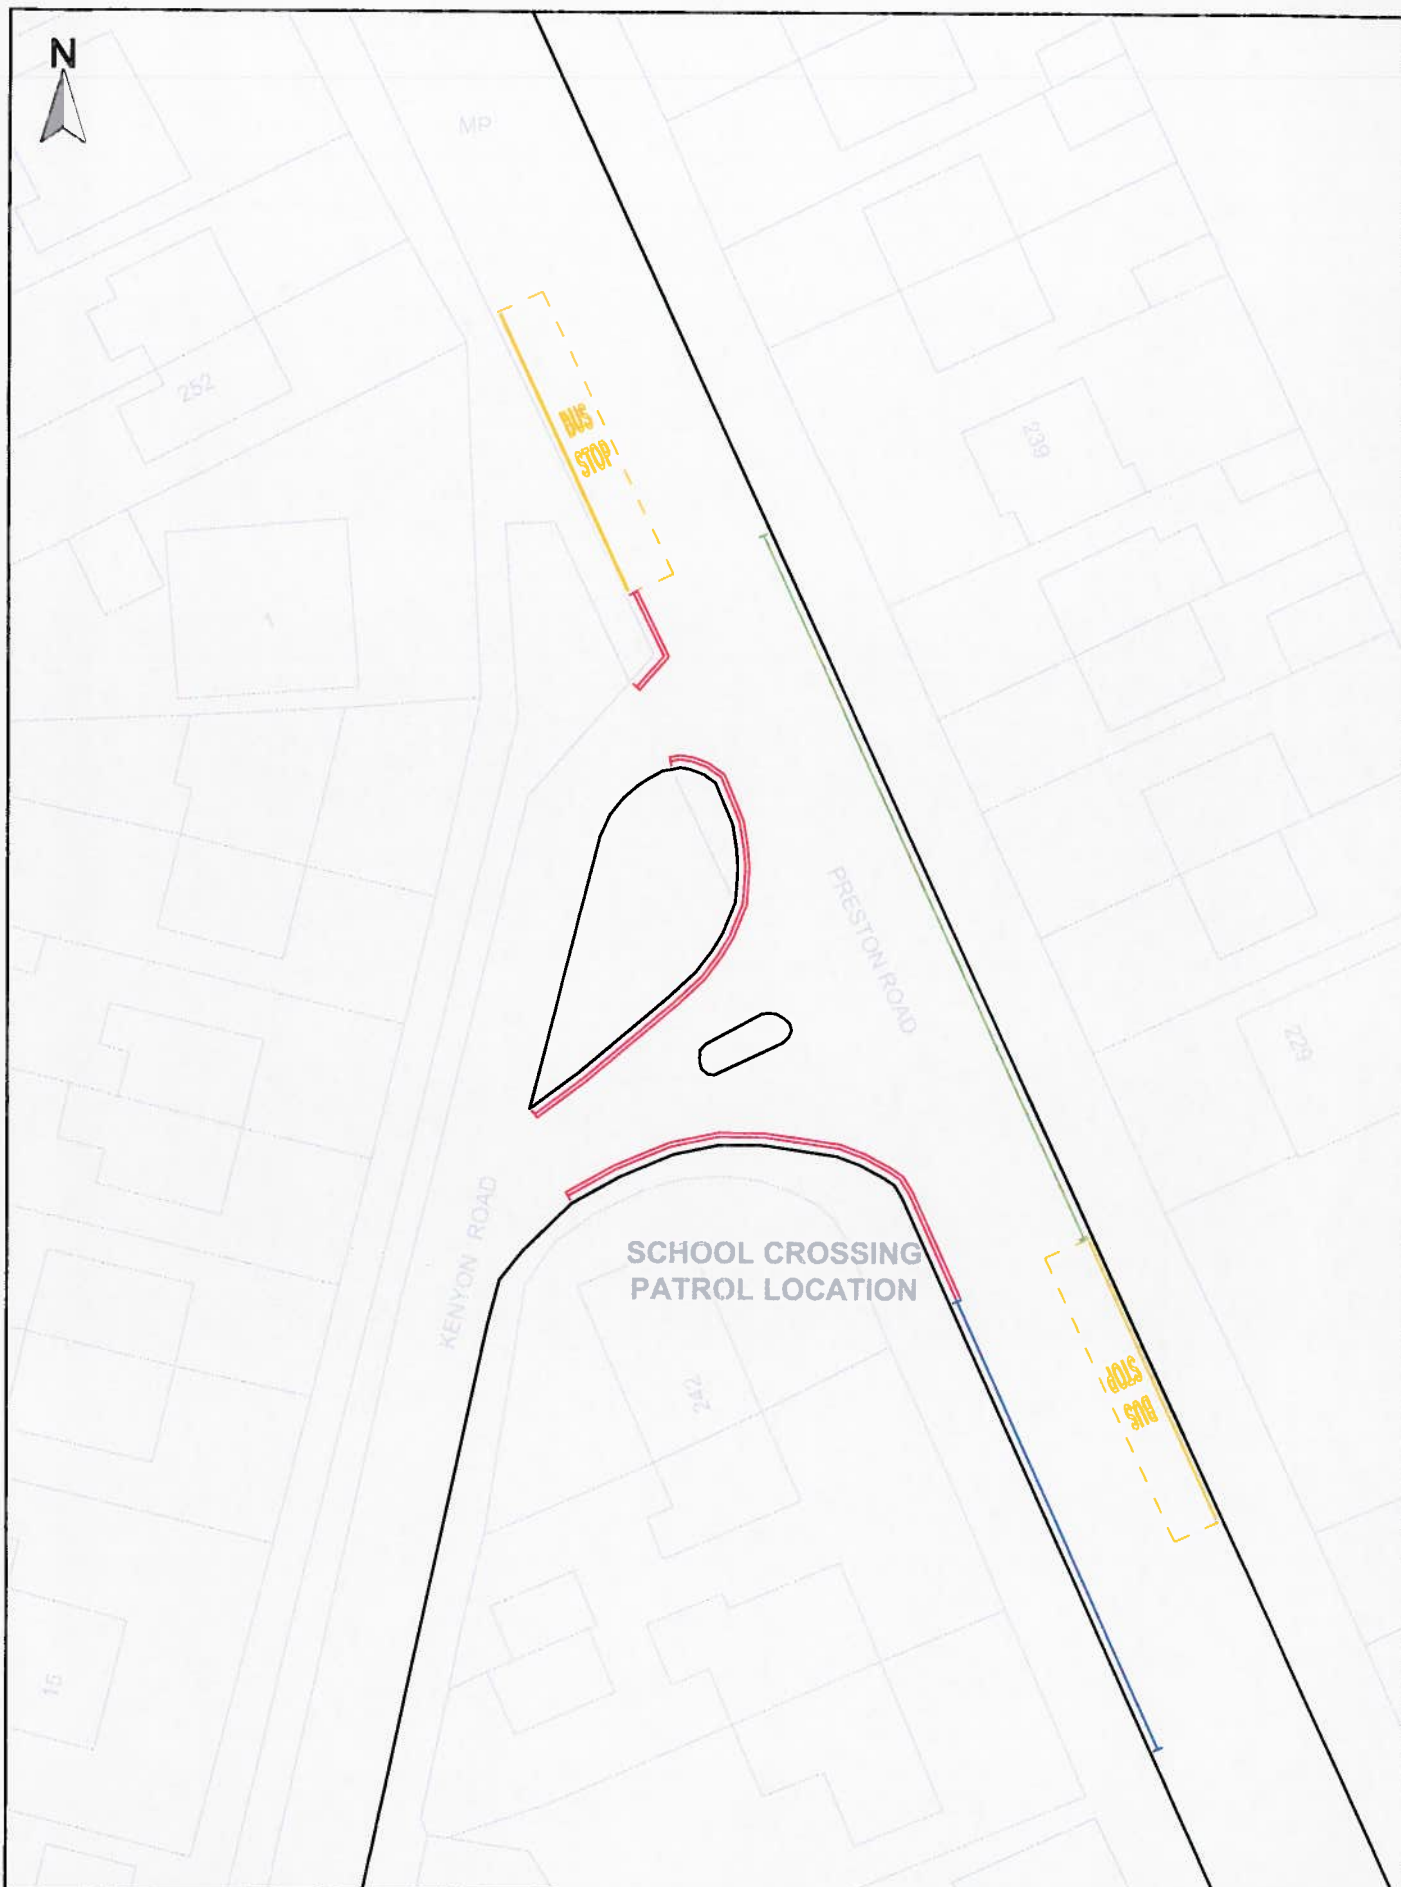 N
MP
252
BUS
STOP
239
1
PRESTON ROAD
229
KENYON ROAD
SCHOOL CROSSING
PATROL LOCATION
242
BUS
STOP
15